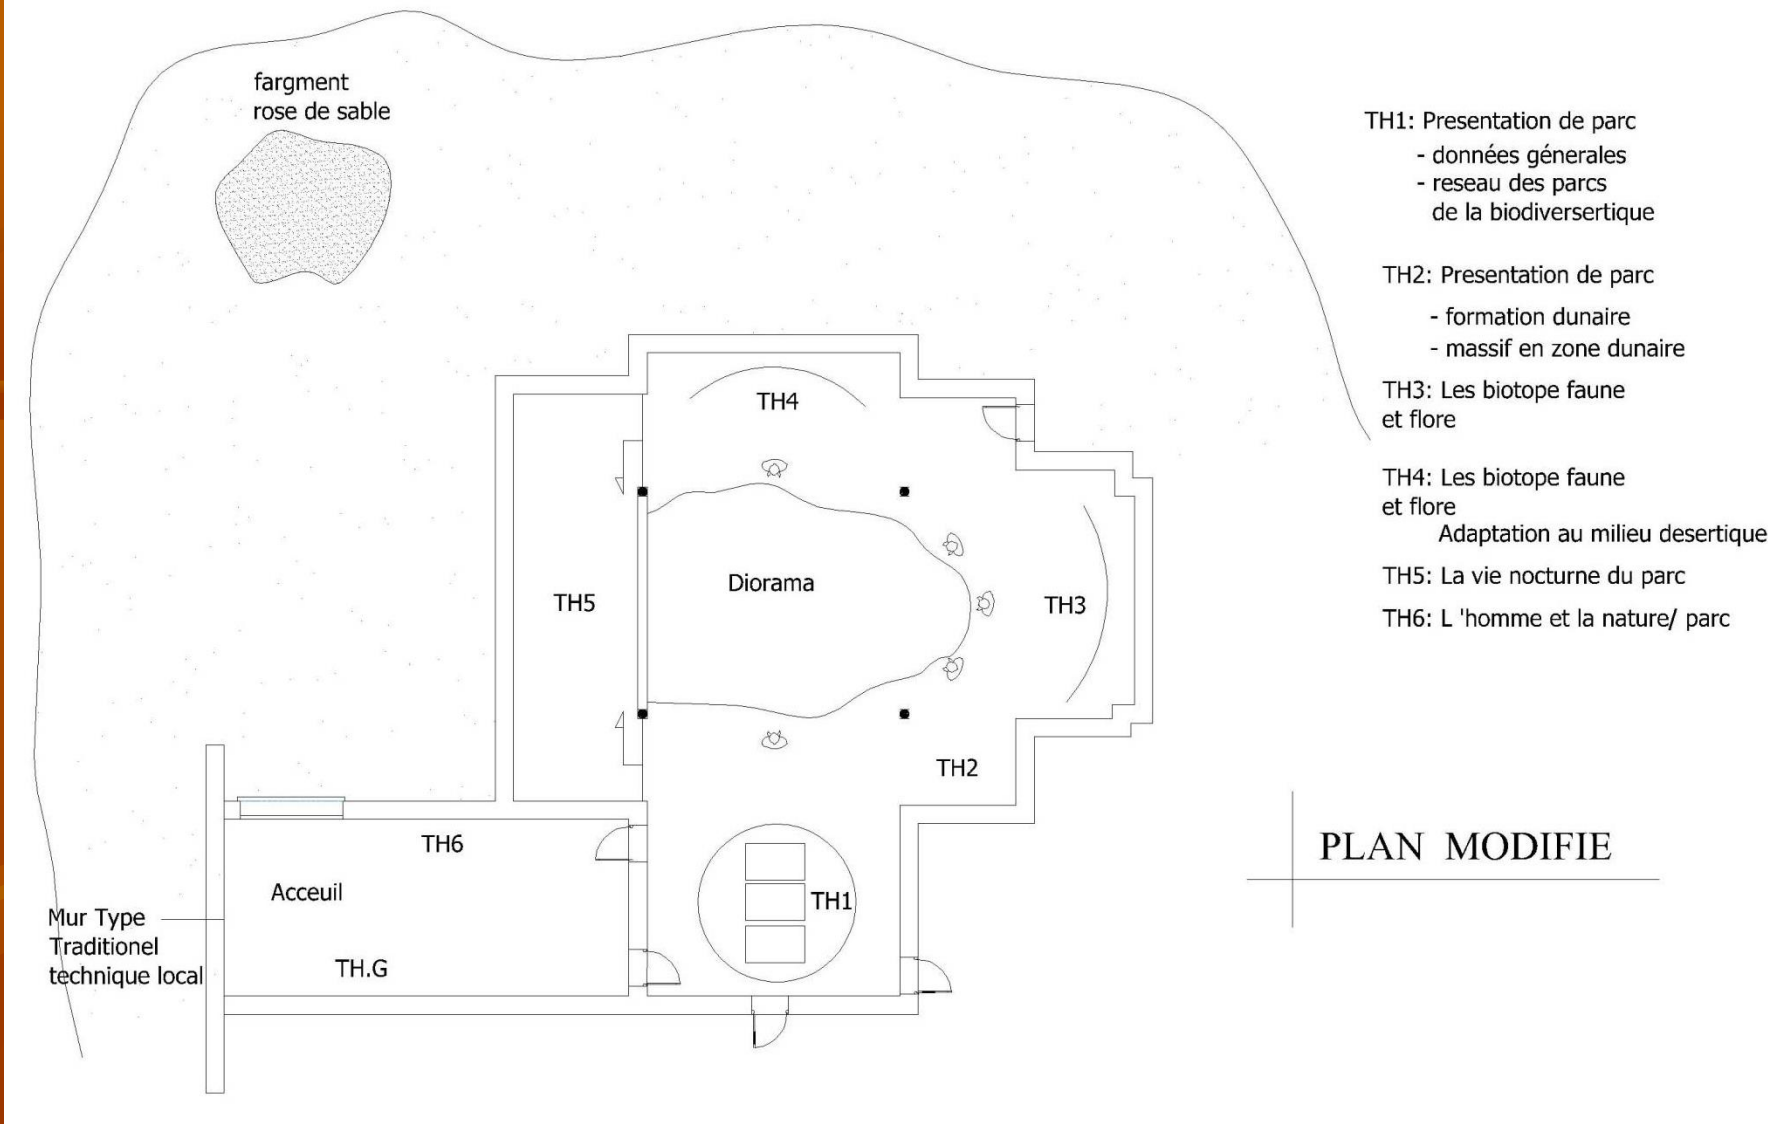 fargment
rose de sable
TH4
TH5
Diorama
TH3
TH2
TH6
Acceuil
TH1
TH.G
Mur Type
Traditionel
technique local
TH1: Presentation de parc
- données génerales
- reseau des parcs
de la biodiversertique
TH2: Presentation de parc
- formation dunaire
- massif en zone dunaire
TH3: Les biotope faune
et flore
TH4: Les biotope faune
et flore
Adaptation au milieu desertique
TH5: La vie nocturne du parc
TH6: L 'homme et la nature/ parc
PLAN MODIFIE